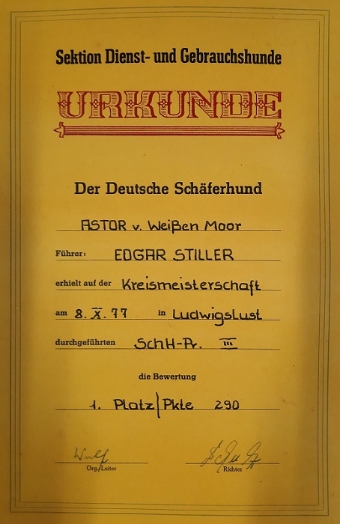 Sektion Dienst- und Gebrauchshunde
URKUNDE
Der Deutsche Schäferhund
ASTOR v. Weißen Moor
Führer: EDGAR STILLER
erhielt auf der Kreismeisterschaft
am 8. X. 77 in Ludwigslust
durchgeführten SchH-Pr. III
die Bewertung
1. Platz/Pkte 290
Wulf
Org./Leiter Richter